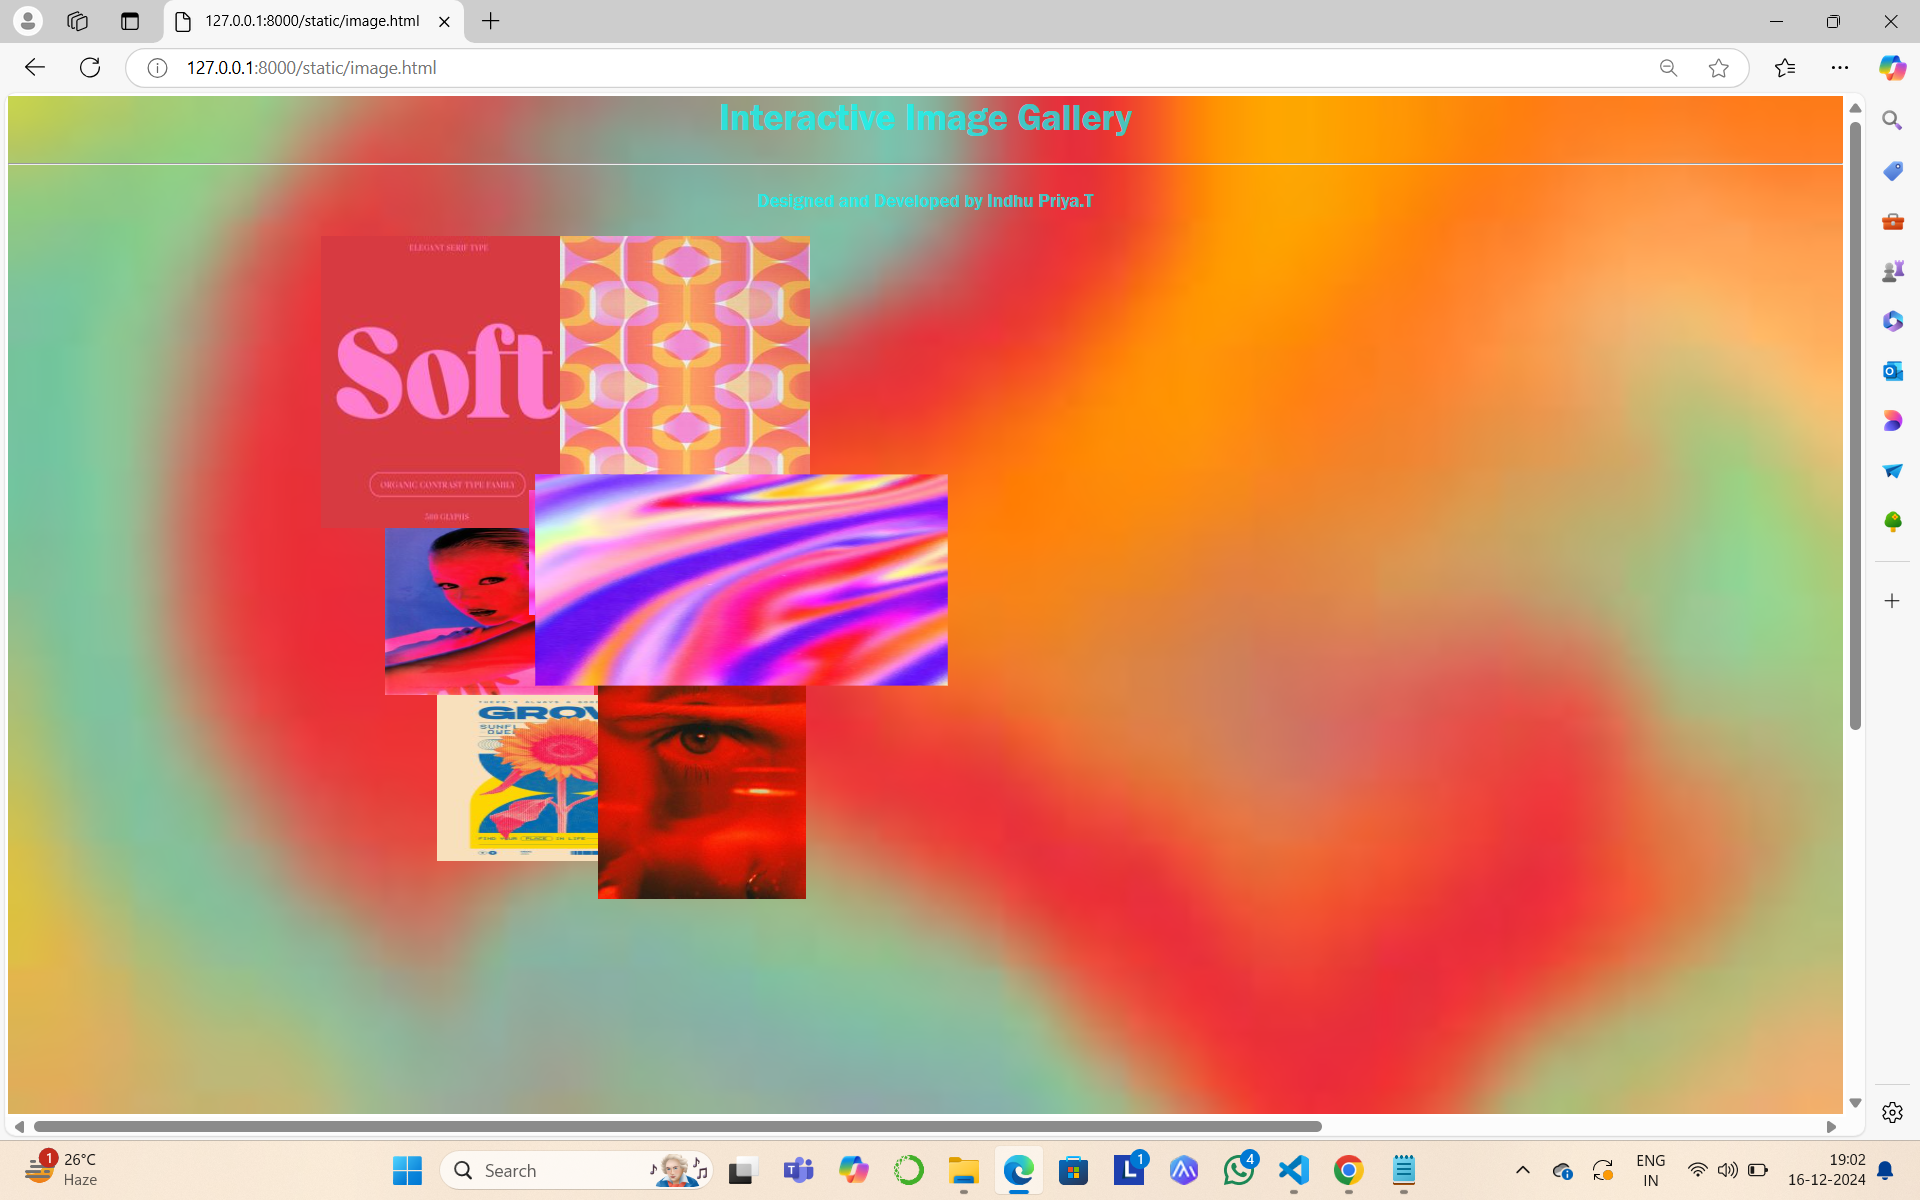 127.0.0.1:8000/static/image.html
127.0.0.1:8000/static/image.html
Interactive Image Gallery
Designed and Developed by Indhu Priya.T
ELEGANT SERIF TYPE
Soft
ORGANIC CONTRAST TYPE FAMILY
500 GLYPHS
GROW
SUNFL
OWE
FIND YOUR PLACE IN LIFE
1
26°C
Haze
Search
1
4
ENG
IN
19:02
16-12-2024